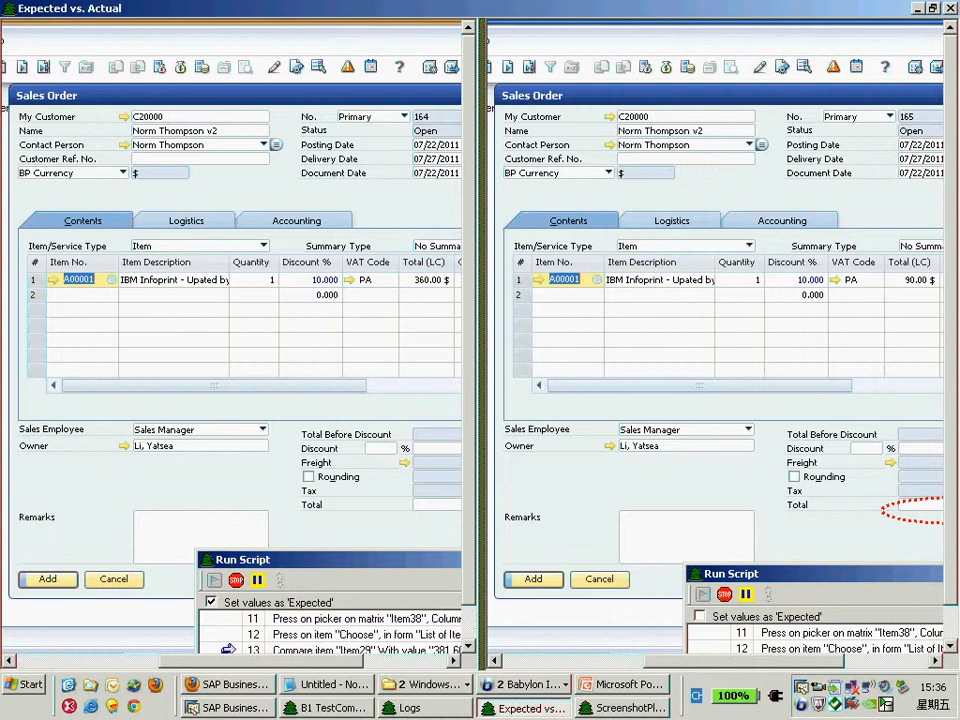 Expected vs. Actual
Sales Order
My Customer C20000 No. Primary 164
Name Norm Thompson v2 Status Open
Contact Person Norm Thompson Posting Date 07/22/2011
Customer Ref. No. Delivery Date 07/27/2011
BP Currency $ Document Date 07/22/2011
Contents Logistics Accounting
Item/Service Type Item Summary Type No Summa
# Item No. Item Description Quantity Discount % VAT Code Total (LC)
1 A00001 IBM Infoprint - Upated by 1 10.000 PA 360.00 $
2 0.000
Sales Employee Sales Manager Total Before Discount
Owner Li, Yatsea Discount %
Freight
Rounding
Tax
Total
Remarks
Add Cancel
Run Script
STOP
Set values as 'Expected'
11 Press on picker on matrix "Item38", Colum
12 Press on item "Choose", in form "List of Ite
13 Compare item "Item29" With value "381.60
Sales Order
My Customer C20000 No. Primary 165
Name Norm Thompson v2 Status Open
Contact Person Norm Thompson Posting Date 07/22/2011
Customer Ref. No. Delivery Date 07/27/2011
BP Currency $ Document Date 07/22/2011
Contents Logistics Accounting
Item/Service Type Item Summary Type No Summa
# Item No. Item Description Quantity Discount % VAT Code Total (LC)
1 A00001 IBM Infoprint - Upated by 1 10.000 PA 90.00 $
2 0.000
Sales Employee Sales Manager Total Before Discount
Owner Li, Yatsea Discount %
Freight
Rounding
Tax
Total
Remarks
Add Cancel
Run Script
STOP
Set values as 'Expected'
11 Press on picker on matrix "Item38", Colum
12 Press on item "Choose", in form "List of Ite
Start SAP Business... Untitled - No... 2 Windows... 2 Babylon I... Microsoft Po... 100% 15:36
SAP Business... B1 TestCom... Logs Expected vs... ScreenshotPl... 星期五